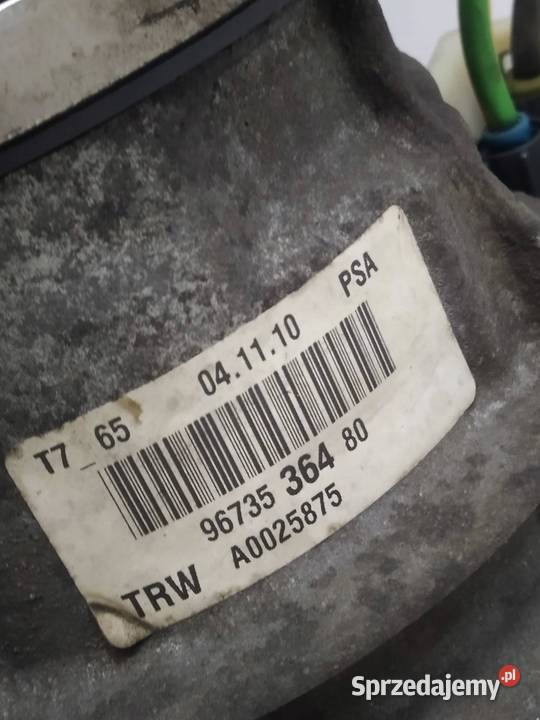 T7_65 04.11.10 PSA
96735 364 80
TRW A0025875
Sprzedajemy.pl